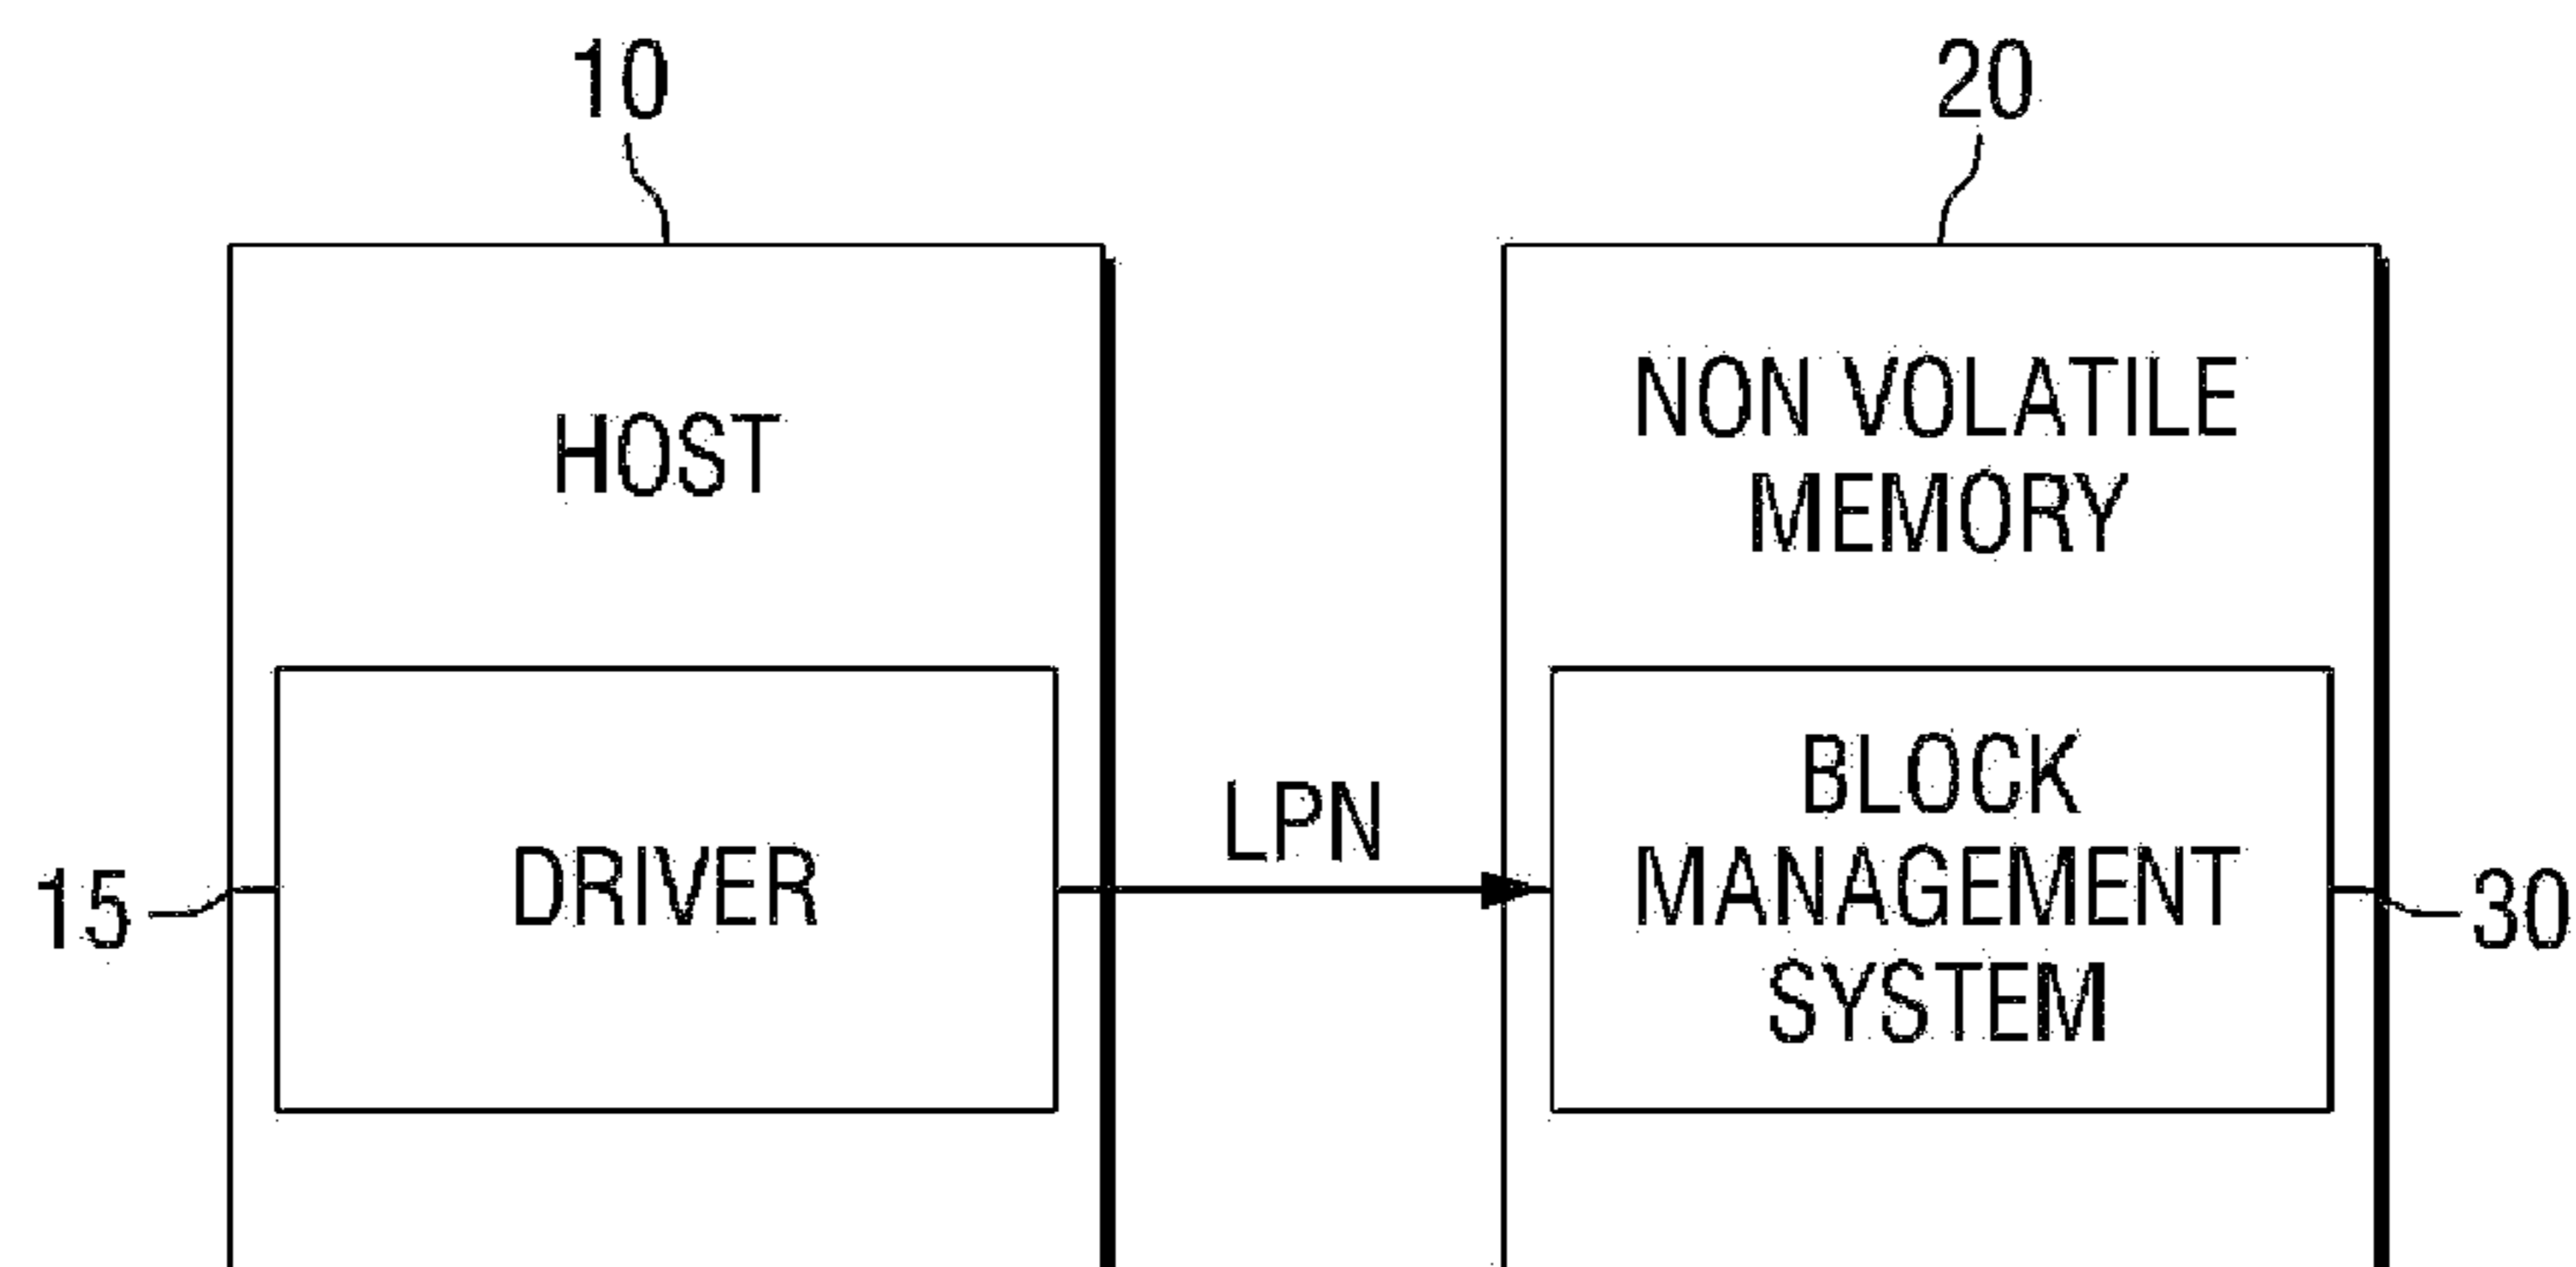 10
20
HOST
NON VOLATILE
MEMORY
15
DRIVER
LPN
BLOCK
MANAGEMENT
SYSTEM
30